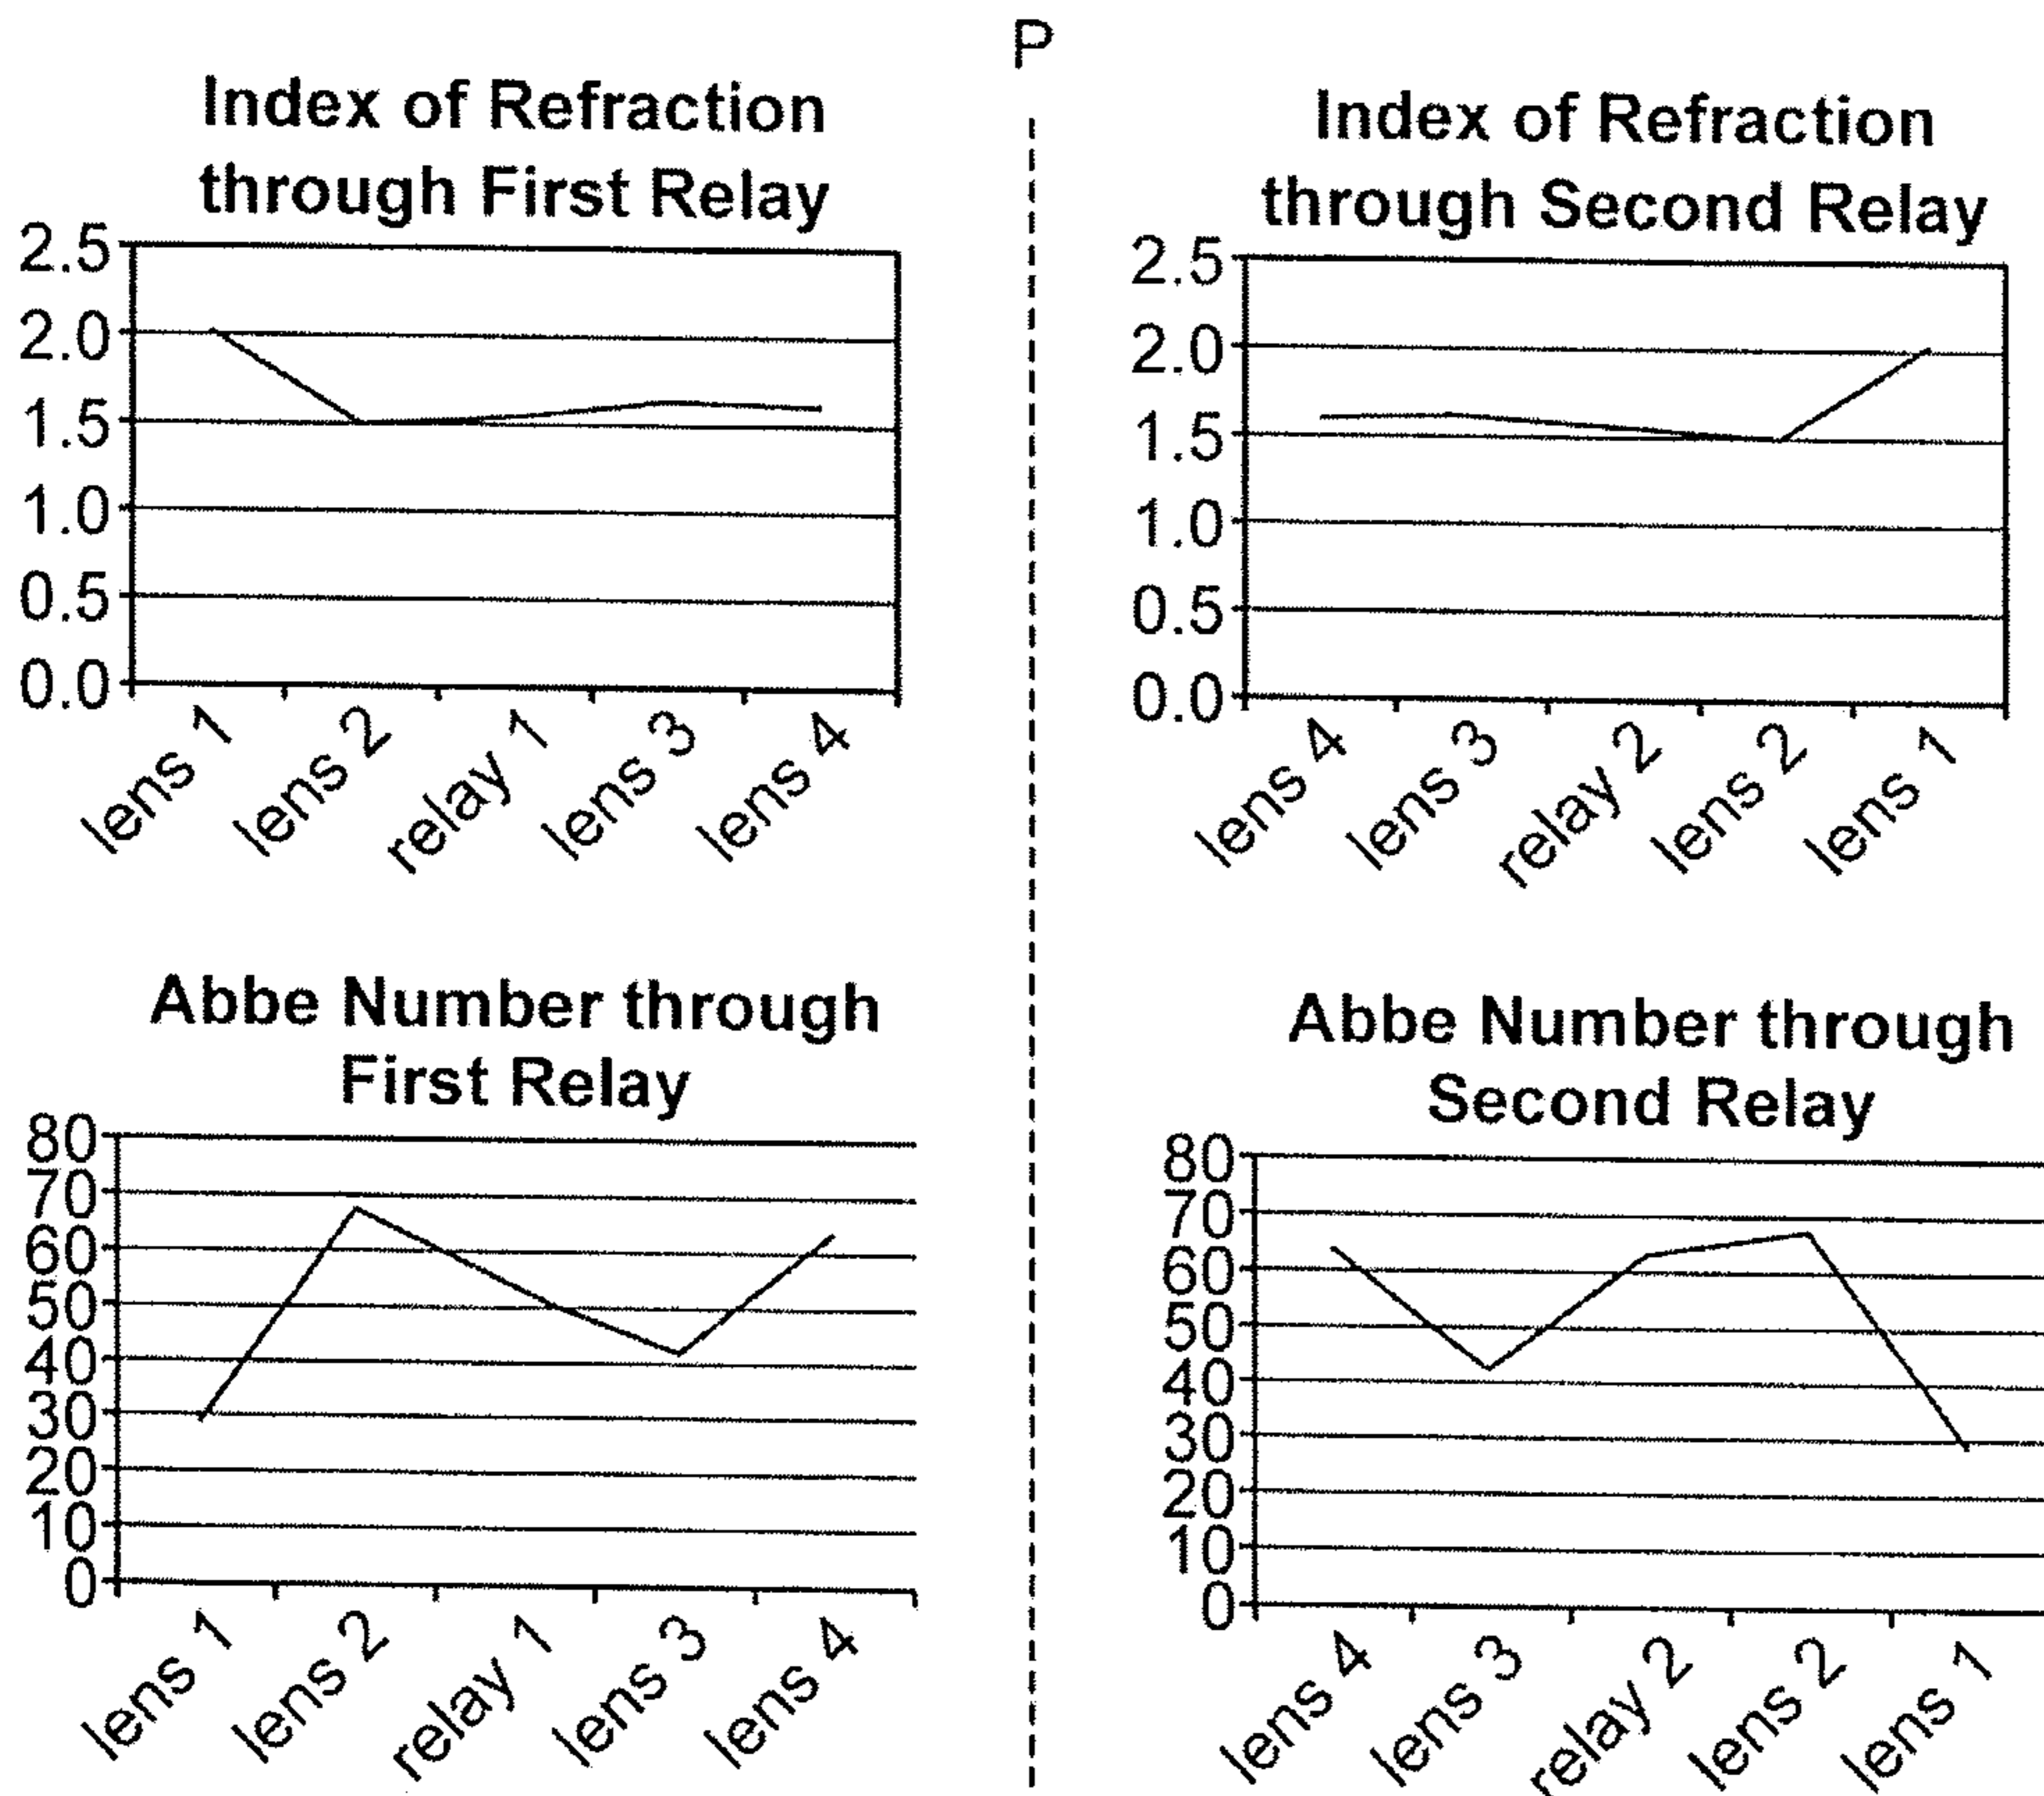 P
Index of Refraction
through First Relay
2.5
2.0
1.5
1.0
0.5
0.0
lens 1
lens 2
relay 1
lens 3
lens 4
Index of Refraction
through Second Relay
2.5
2.0
1.5
1.0
0.5
0.0
lens 4
lens 3
relay 2
lens 2
lens 1
Abbe Number through
First Relay
80
70
60
50
40
30
20
10
0
lens 1
lens 2
relay 1
lens 3
lens 4
Abbe Number through
Second Relay
80
70
60
50
40
30
20
10
0
lens 4
lens 3
relay 2
lens 2
lens 1